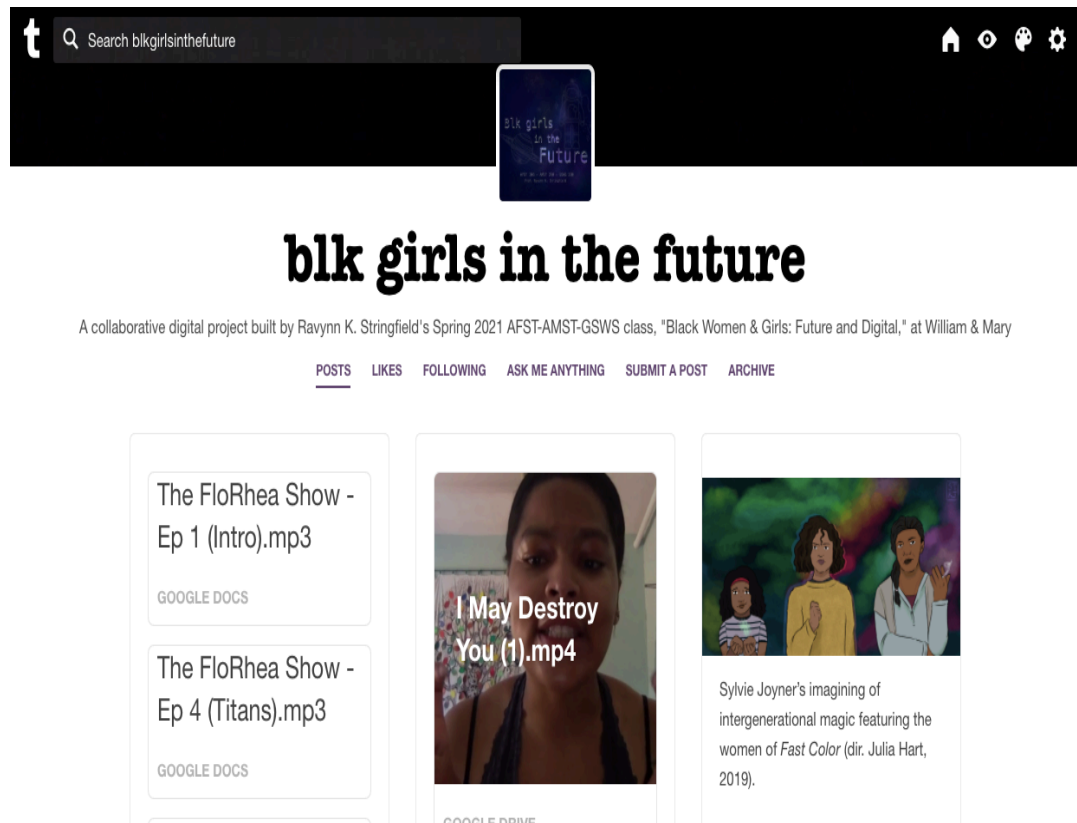 t
Search blkgirlsinthefuture
Blk girls
in the
Future
blk girls in the future
A collaborative digital project built by Ravynn K. Stringfield's Spring 2021 AFST-AMST-GSWS class, "Black Women & Girls: Future and Digital," at William & Mary
POSTS LIKES FOLLOWING ASK ME ANYTHING SUBMIT A POST ARCHIVE
The FloRhea Show -
Ep 1 (Intro).mp3
GOOGLE DOCS
The FloRhea Show -
Ep 4 (Titans).mp3
GOOGLE DOCS
I May Destroy
You (1).mp4
GOOGLE DRIVE
Sylvie Joyner's imagining of
intergenerational magic featuring the
women of Fast Color (dir. Julia Hart,
2019).